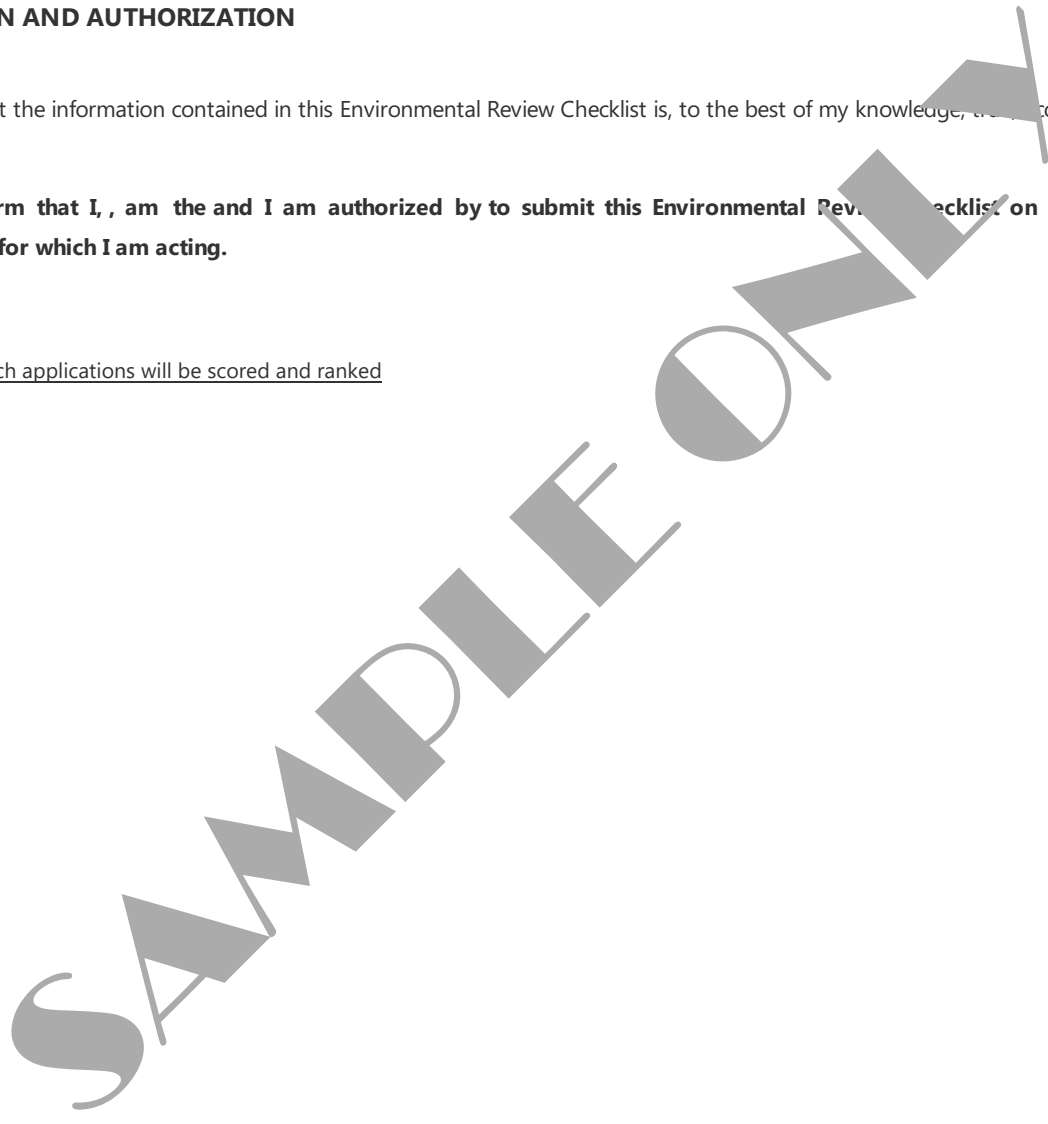 N AND AUTHORIZATION
t the information contained in this Environmental Review Checklist is, to the best of my knowledge,
rm that I, , am the and I am authorized by to submit this Environmental on
for which I am acting.
ch applications will be scored and ranked
SAMPLE ONLY